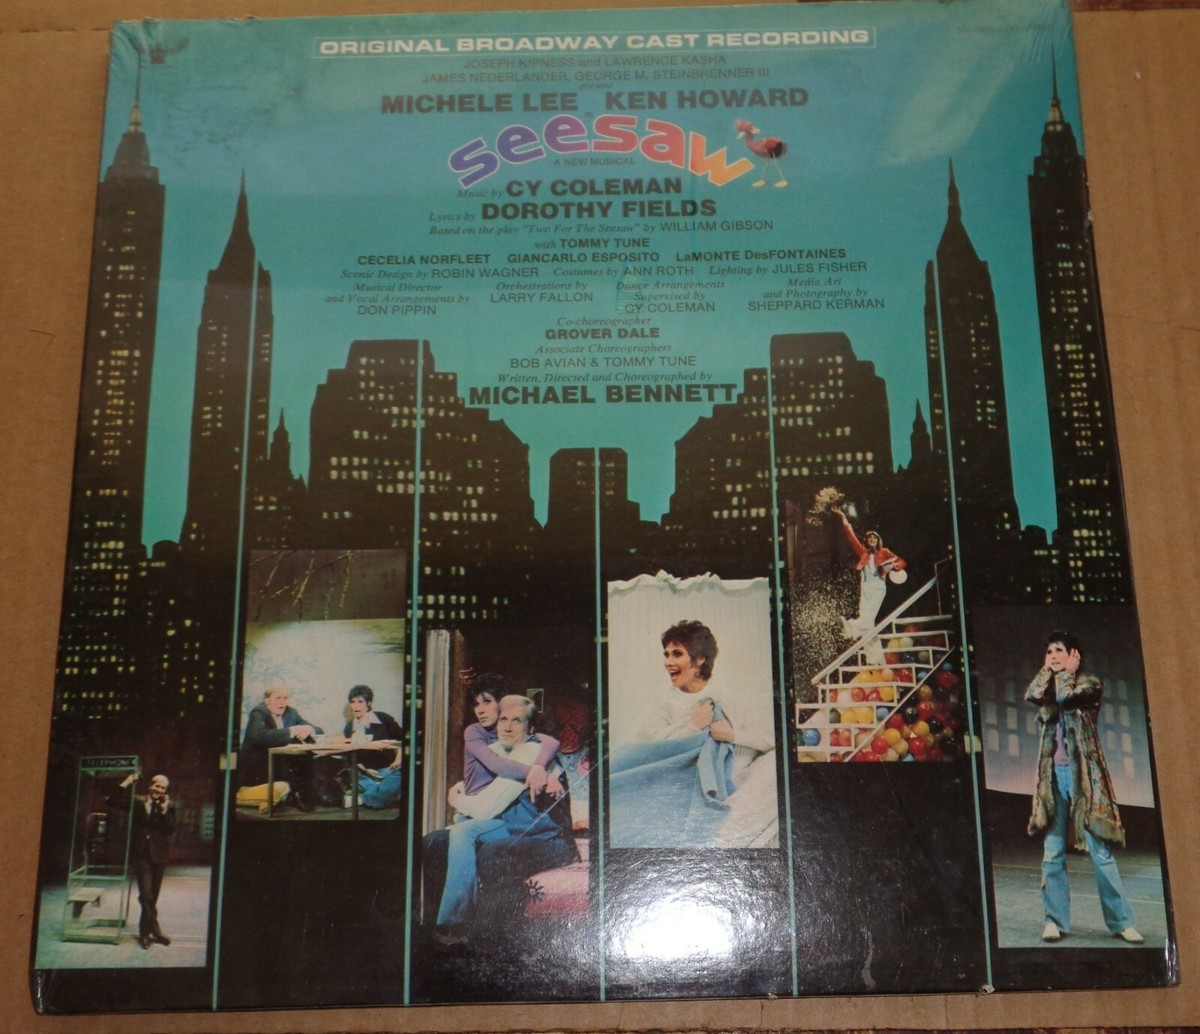 ORIGINAL BROADWAY CAST RECORDING
JOSEPH KIPNESS and LAWRENCE KASHA
JAMES NEDERLANDER, GEORGE M. STEINBRENNER III
present
MICHELE LEE KEN HOWARD
in
seesaw
A NEW MUSICAL
Music by CY COLEMAN
Lyrics by DOROTHY FIELDS
Based on the play "Two For The Seesaw" by WILLIAM GIBSON
with TOMMY TUNE
CECELIA NORFLEET GIANCARLO ESPOSITO LaMONTE DesFONTAINES
Scenic Design by ROBIN WAGNER Costumes by ANN ROTH Lighting by JULES FISHER
Musical Director
and Vocal Arrangements by
DON PIPPIN
Orchestrations by
LARRY FALLON
Dance Arrangements
Supervised by
CY COLEMAN
Media Art
and Photography by
SHEPPARD KERMAN
Co-choreographer
GROVER DALE
Associate Choreographers
BOB AVIAN & TOMMY TUNE
Written, Directed and Choreographed by
MICHAEL BENNETT
TELEPHONE